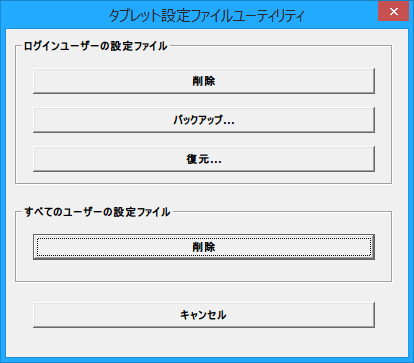 タブレット設定ファイルユーティリティ
ログインユーザーの設定ファイル
削除
バックアップ...
復元...
すべてのユーザーの設定ファイル
削除
キャンセル